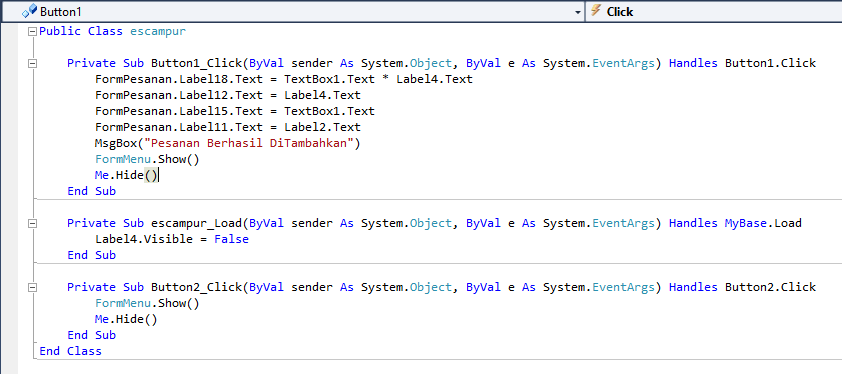 Button1 Click
Public Class escampur
Private Sub Button1_Click(ByVal sender As System.Object, ByVal e As System.EventArgs) Handles Button1.Click
FormPesanan.Label18.Text = TextBox1.Text * Label4.Text
FormPesanan.Label12.Text = Label4.Text
FormPesanan.Label15.Text = TextBox1.Text
FormPesanan.Label11.Text = Label2.Text
MsgBox("Pesanan Berhasil DiTambahkan")
FormMenu.Show()
Me.Hide()
End Sub
Private Sub escampur_Load(ByVal sender As System.Object, ByVal e As System.EventArgs) Handles MyBase.Load
Label4.Visible = False
End Sub
Private Sub Button2_Click(ByVal sender As System.Object, ByVal e As System.EventArgs) Handles Button2.Click
FormMenu.Show()
Me.Hide()
End Sub
End Class